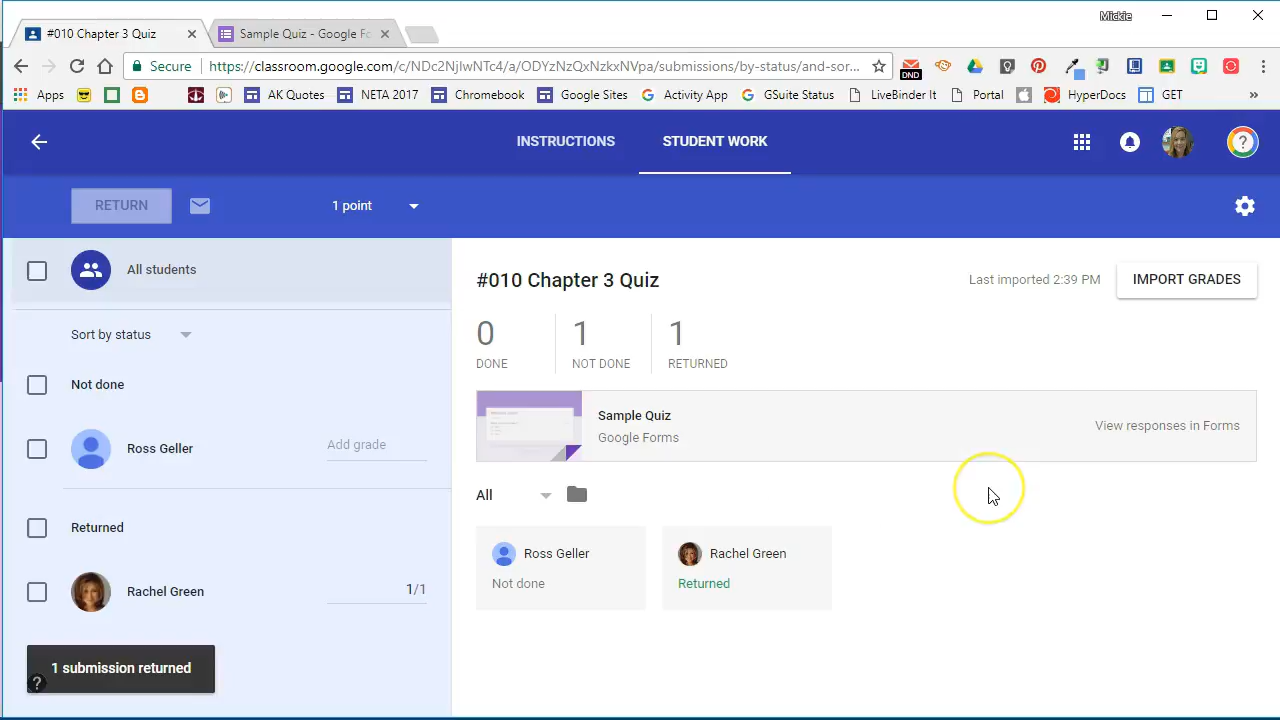 Mickie
#010 Chapter 3 Quiz
Sample Quiz - Google Fo
Secure https://classroom.google.com/c/NDc2NjIwNTc4/a/ODYzNzQxNzkxNVpa/submissions/by-status/and-sor...
DND
Apps AK Quotes NETA 2017 Chromebook Google Sites Activity App GSuite Status LiveBinder It Portal HyperDocs GET »
INSTRUCTIONS STUDENT WORK
?
RETURN 1 point
All students
#010 Chapter 3 Quiz Last imported 2:39 PM IMPORT GRADES
Sort by status
0 1 1
DONE NOT DONE RETURNED
Not done
Sample Quiz
Google Forms
View responses in Forms
Ross Geller Add grade
All
Returned
Ross Geller Rachel Green
Not done Returned
Rachel Green 1/1
1 submission returned
?